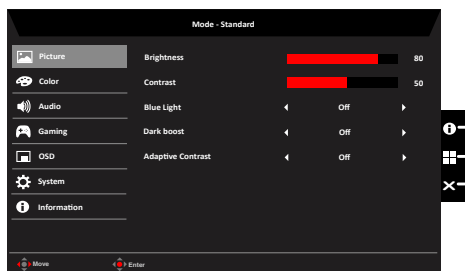 Mode - Standard
Picture
Brightness 80
Color
Contrast 50
Audio
Blue Light Off
Gaming
Dark boost Off
OSD
Adaptive Contrast Off
System
Information
Move Enter